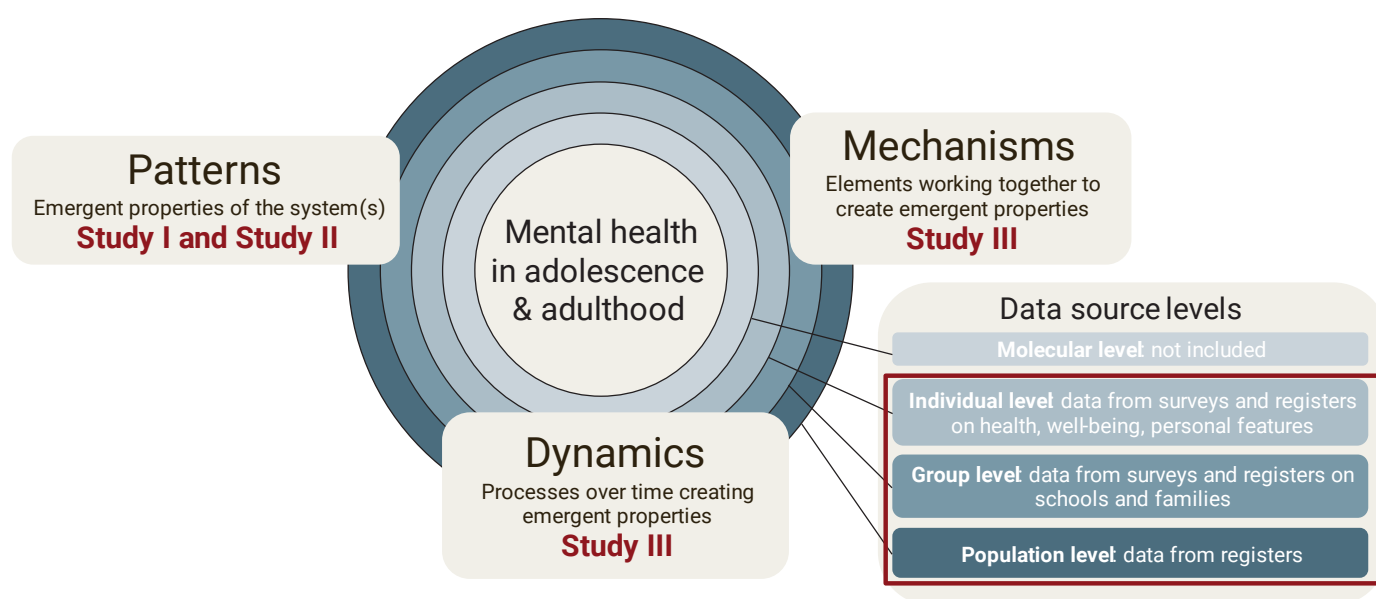 Patterns
Emergent properties of the system(s)
Study I and Study II
Mechanisms
Elements working together to
create emergent properties
Study III
Mental health
in adolescence
& adulthood
Dynamics
Processes over time creating
emergent properties
Study III
Data source levels
Molecular level: not included
Individual level: data from surveys and registers
on health, well-being, personal features
Group level: data from surveys and registers on
schools and families
Population level: data from registers